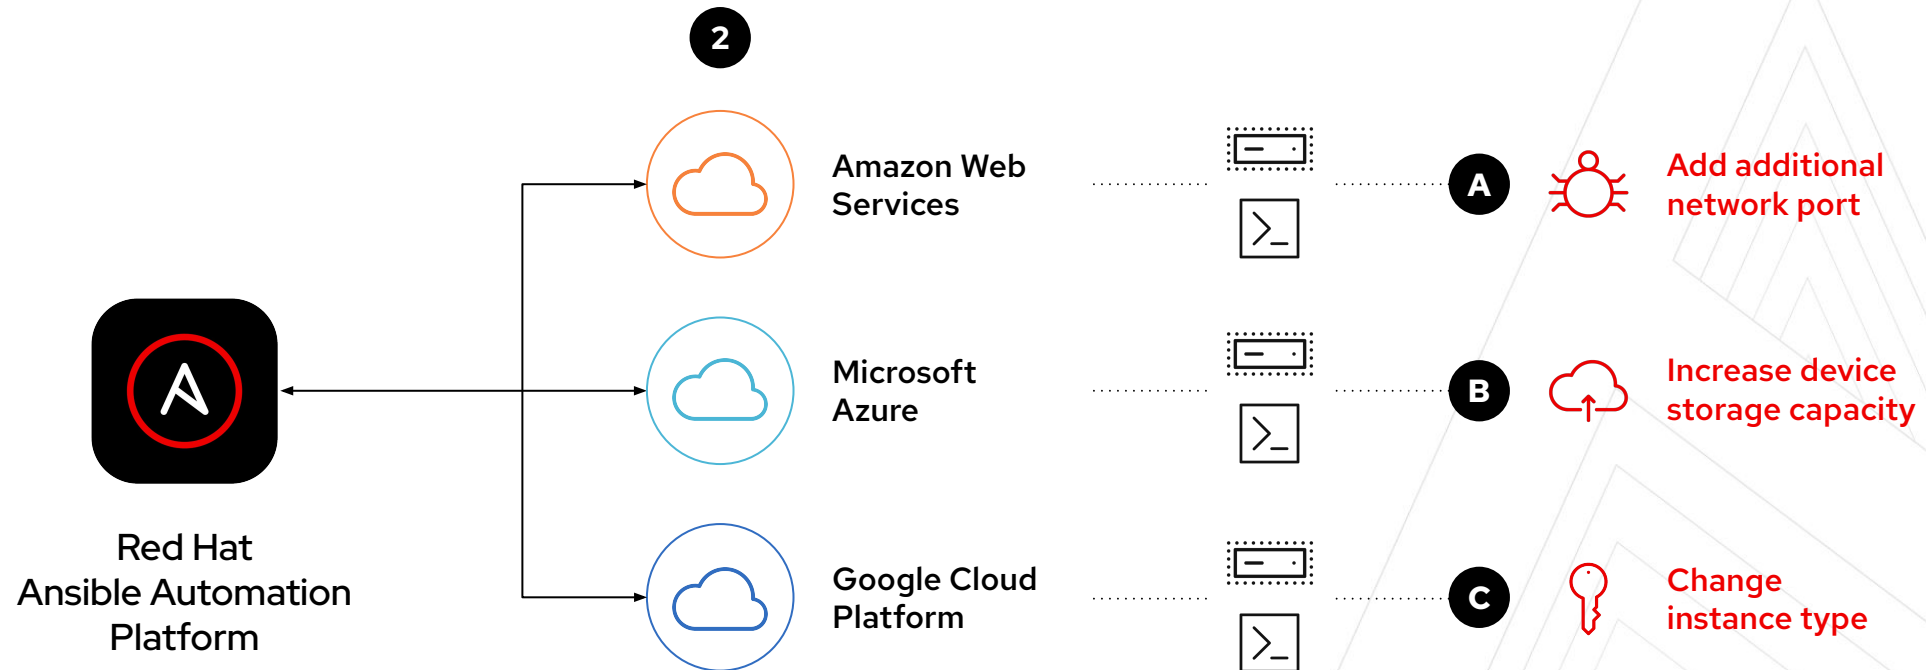 2
Amazon Web
Services
A
Add additional
network port
Microsoft
Azure
B
Increase device
storage capacity
Red Hat
Ansible Automation
Platform
Google Cloud
Platform
C
Change
instance type